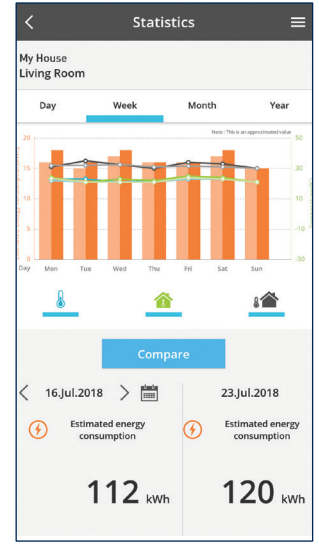 Statistics
My House
Living Room
Day Week Month Year
Note : This is an approximated value
20 50
15 30
10 10
5 -10
0 -30
Day Mon Tue Wed Thu Fri Sat Sun
Compare
16.Jul.2018 23.Jul.2018
Estimated energy Estimated energy
consumption consumption
112 kWh 120 kWh